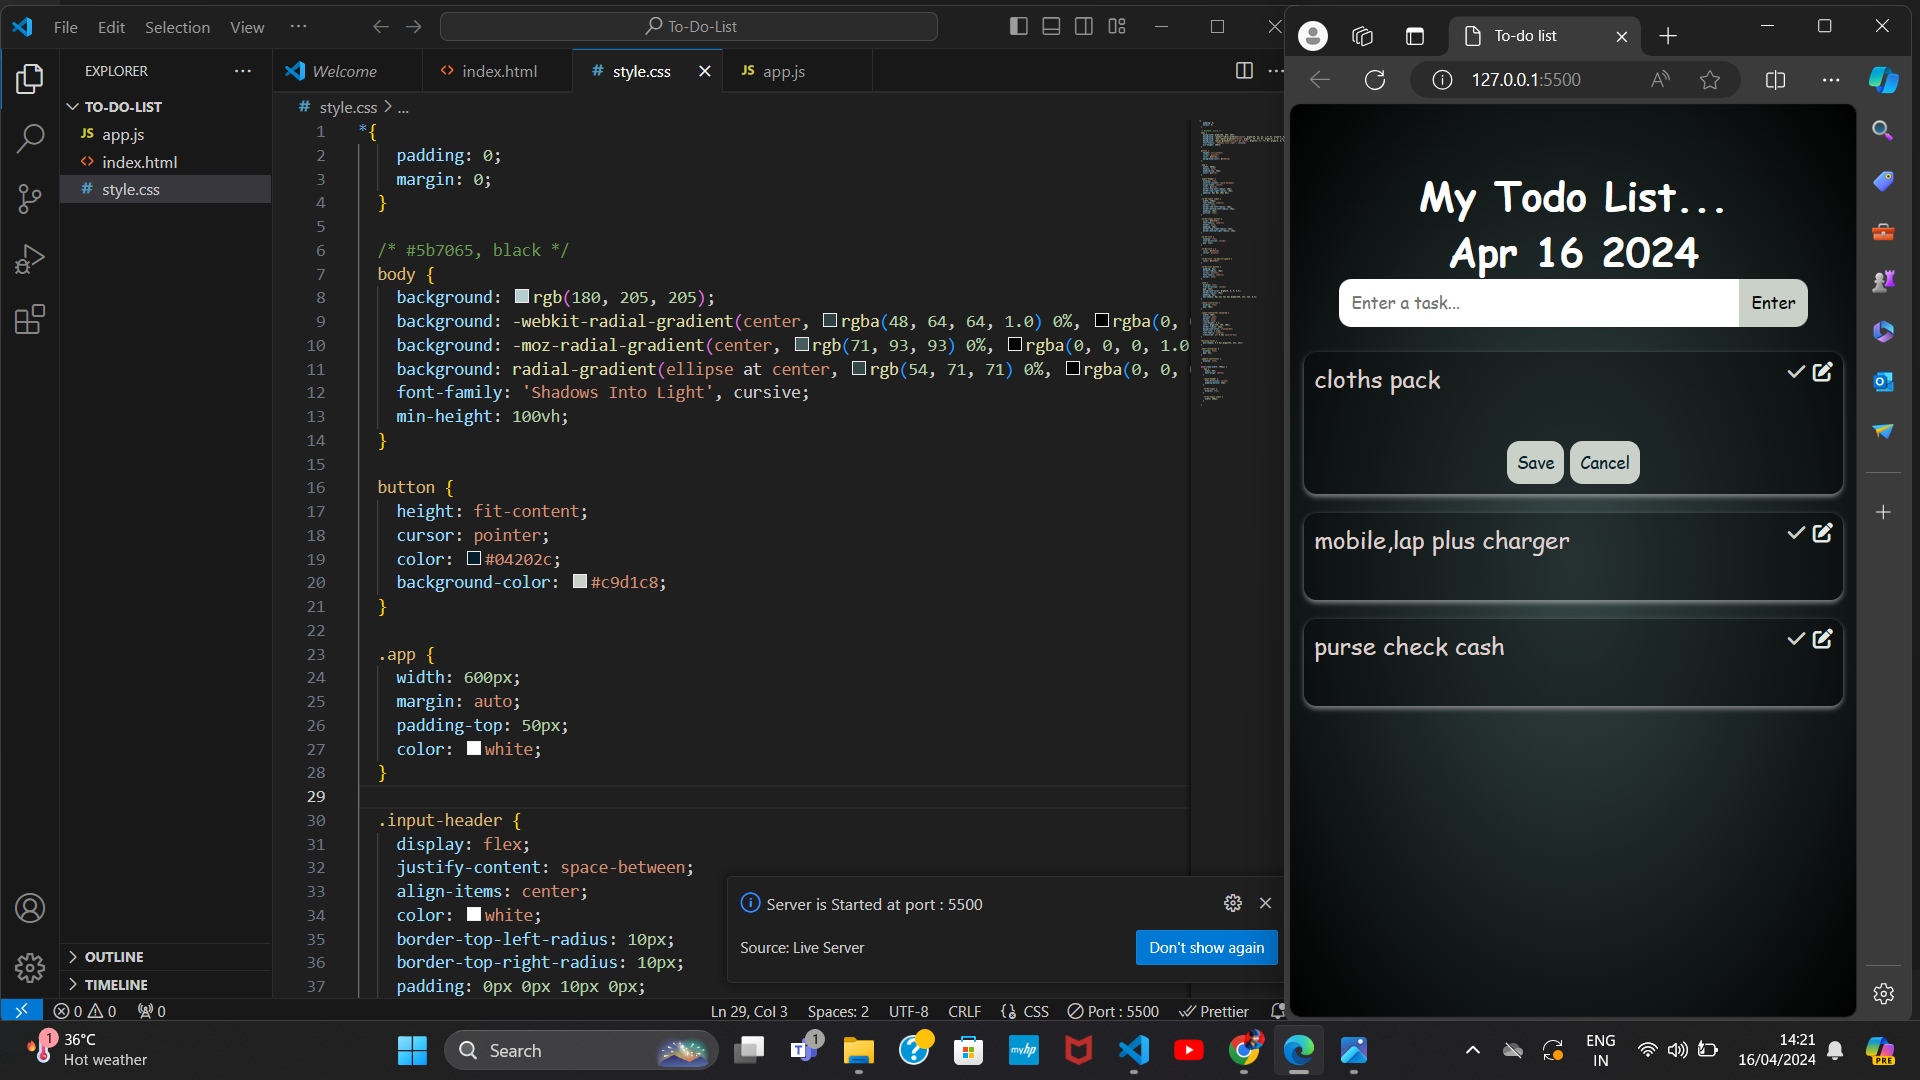 File Edit Selection View ...
To-Do-List
EXPLORER
TO-DO-LIST
JS app.js
<> index.html
# style.css
OUTLINE
TIMELINE
Welcome
<> index.html
# style.css
JS app.js
# style.css > ...
1 *{
2 padding: 0;
3 margin: 0;
4 }
5
6 /* #5b7065, black */
7 body {
8 background: rgb(180, 205, 205);
9 background: -webkit-radial-gradient(center, rgba(48, 64, 64, 1.0) 0%, rgba(0,
10 background: -moz-radial-gradient(center, rgb(71, 93, 93) 0%, rgba(0, 0, 0, 1.0
11 background: radial-gradient(ellipse at center, rgb(54, 71, 71) 0%, rgba(0, 0,
12 font-family: 'Shadows Into Light', cursive;
13 min-height: 100vh;
14 }
15
16 button {
17 height: fit-content;
18 cursor: pointer;
19 color: #04202c;
20 background-color: #c9d1c8;
21 }
22
23 .app {
24 width: 600px;
25 margin: auto;
26 padding-top: 50px;
27 color: white;
28 }
29
30 .input-header {
31 display: flex;
32 justify-content: space-between;
33 align-items: center;
34 color: white;
35 border-top-left-radius: 10px;
36 border-top-right-radius: 10px;
37 padding: 0px 0px 10px 0px;
Server is Started at port : 5500
Source: Live Server
Don't show again
0 0 0
Ln 29, Col 3 Spaces: 2 UTF-8 CRLF CSS Port : 5500 Prettier
To-do list
127.0.0.1:5500
My Todo List...
Apr 16 2024
Enter a task...
Enter
cloths pack
Save Cancel
mobile,lap plus charger
purse check cash
1
36°C
Hot weather
Search
1
myhp
PRE
ENG
IN
14:21
16/04/2024